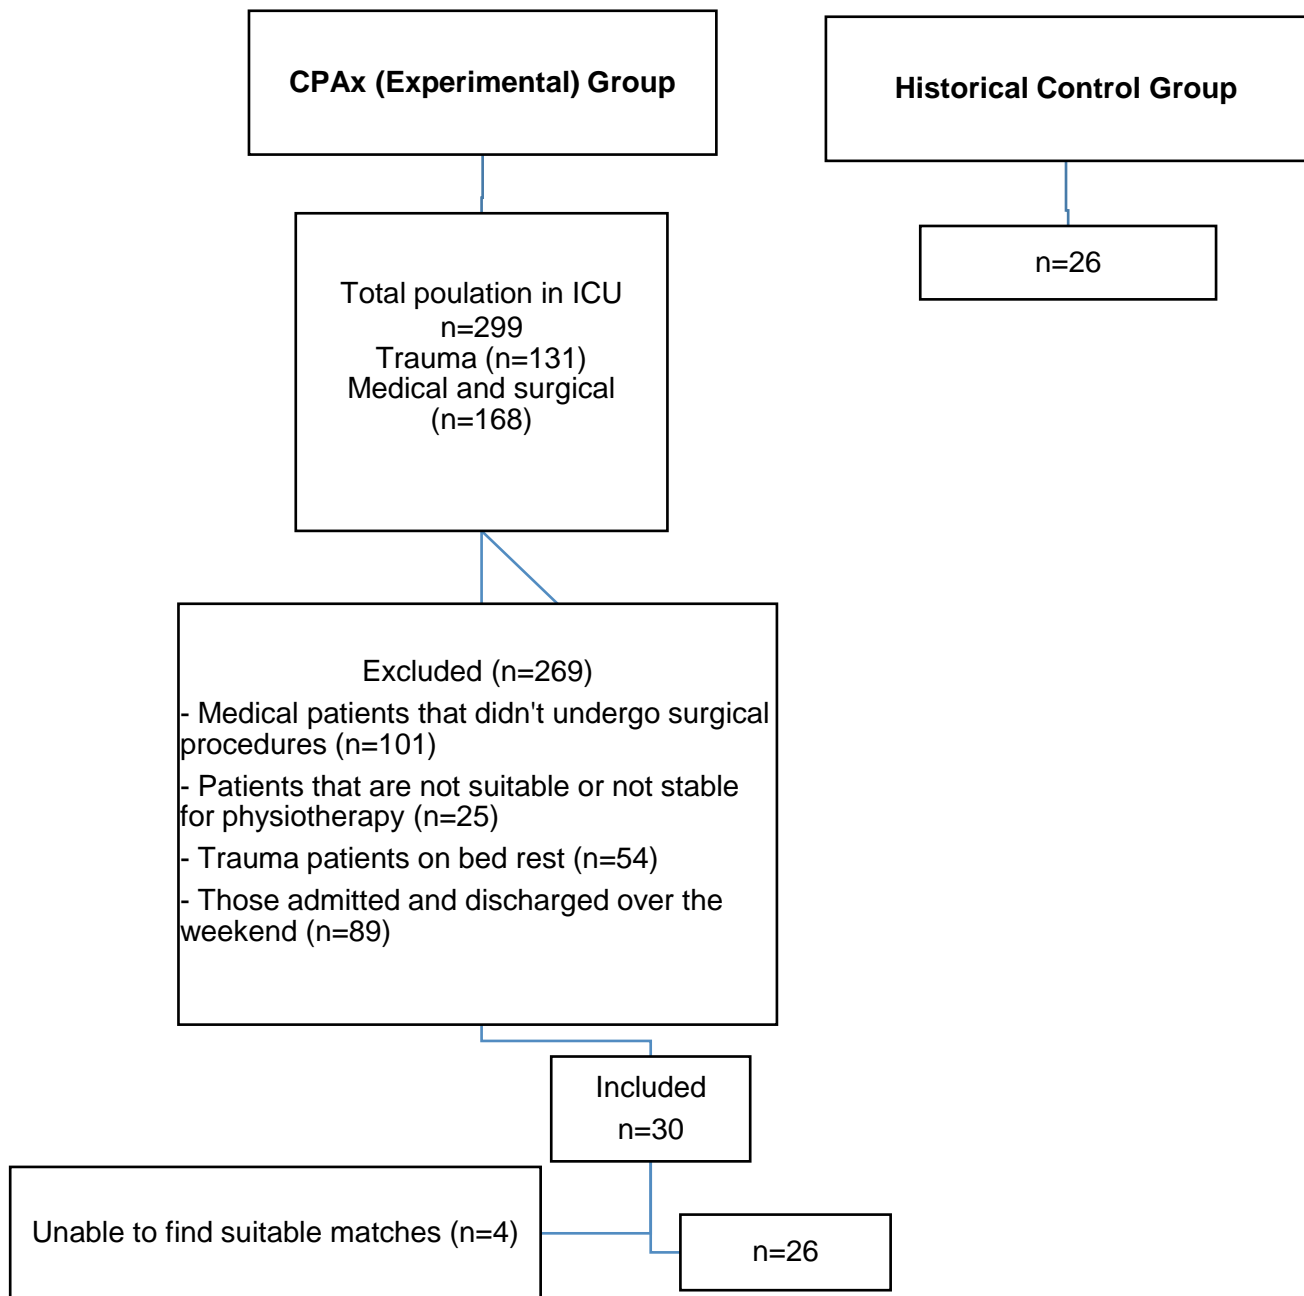 CPAx (Experimental) Group
Historical Control Group
n=26
Total poulation in ICU
n=299
Trauma (n=131)
Medical and surgical
(n=168)
Excluded (n=269)
- Medical patients that didn't undergo surgical
procedures (n=101)
- Patients that are not suitable or not stable
for physiotherapy (n=25)
- Trauma patients on bed rest (n=54)
- Those admitted and discharged over the
weekend (n=89)
Included
n=30
Unable to find suitable matches (n=4)
n=26